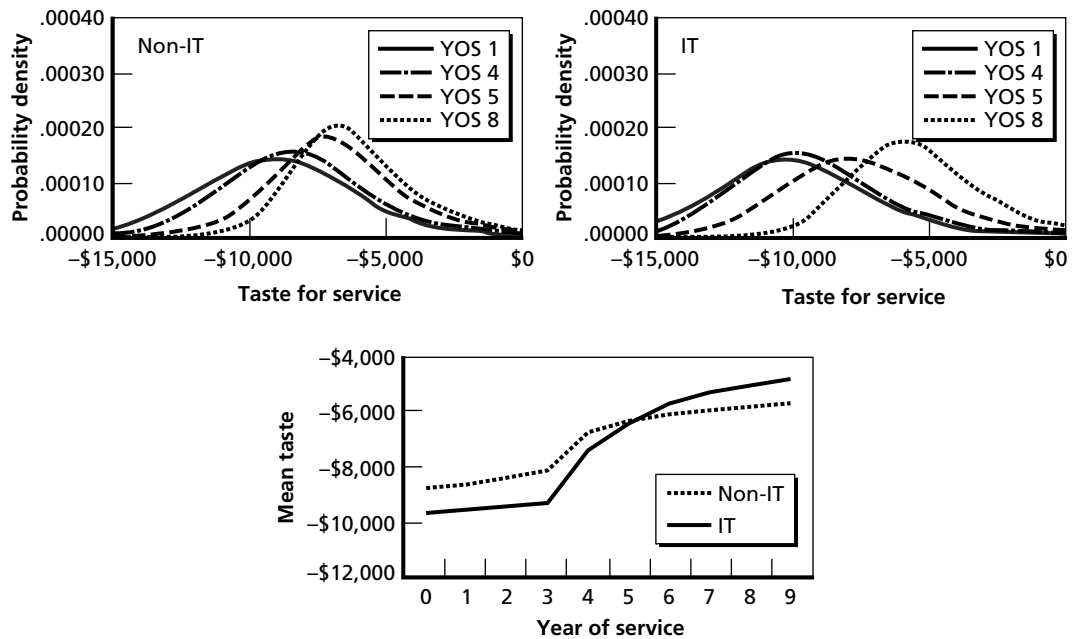 Probability density
.00040
.00030
.00020
.00010
.00000
Non-IT
YOS 1
YOS 4
YOS 5
YOS 8
–$15,000
–$10,000
–$5,000
$0
Taste for service
Probability density
.00040
.00030
.00020
.00010
.00000
IT
YOS 1
YOS 4
YOS 5
YOS 8
–$15,000
–$10,000
–$5,000
$0
Taste for service
Mean taste
–$4,000
–$6,000
–$8,000
–$10,000
–$12,000
Non-IT
IT
0 1 2 3 4 5 6 7 8 9
Year of service